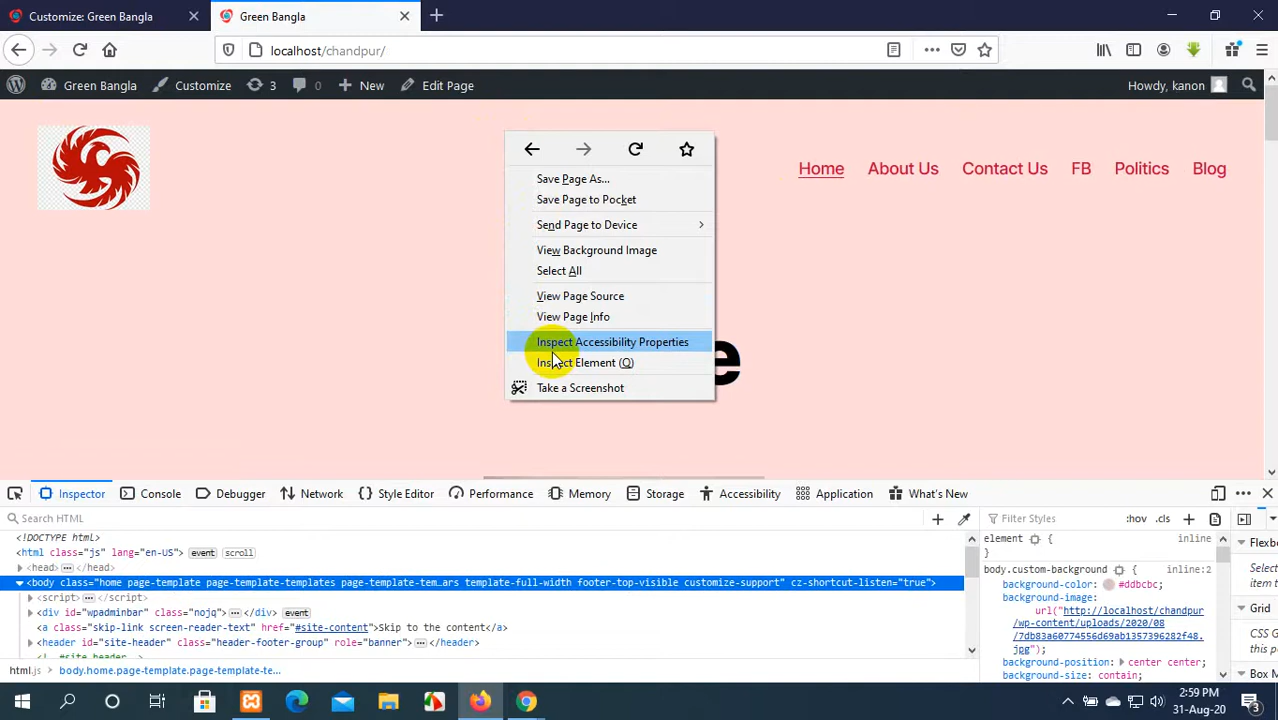 Customize: Green Bangla
Green Bangla
localhost/chandpur/
Green Bangla
Customize
3
0
New
Edit Page
Howdy, kanon
Home
About Us
Contact Us
FB
Politics
Blog
Save Page As...
Save Page to Pocket
Send Page to Device
View Background Image
Select All
View Page Source
View Page Info
Inspect Accessibility Properties
Inspect Element (Q)
Take a Screenshot
e
Inspector
Console
Debugger
Network
Style Editor
Performance
Memory
Storage
Accessibility
Application
What's New
Search HTML
Filter Styles
:hov
.cls
<!DOCTYPE html>
<html class="js" lang="en-US"> event scroll
<head> ... </head>
<body class="home page-template page-template-templates page-template-tem_ars template-full-width footer-top-visible customize-support" cz-shortcut-listen="true">
<script> ... </script>
<div id="wpadminbar" class="nojq"> ... </div> event
<a class="skip-link screen-reader-text" href="#site-content">Skip to the content</a>
<header id="site-header" class="header-footer-group" role="banner"> ... </header>
<!--#site-header-->
element { inline
}
body.custom-background { inline:2
background-color: #ddbcbc;
background-image:
url("http://localhost/chandpur
/wp-content/uploads/2020/08
/7db83a60774556d69ab1357396282f48.
jpg");
background-position: center center;
background-size: contain;
Flexbo
Select
item t
Grid
CSS G
this p
Box M
html.js
body.home.page-template.page-template-te...
2:59 PM
31-Aug-20
3